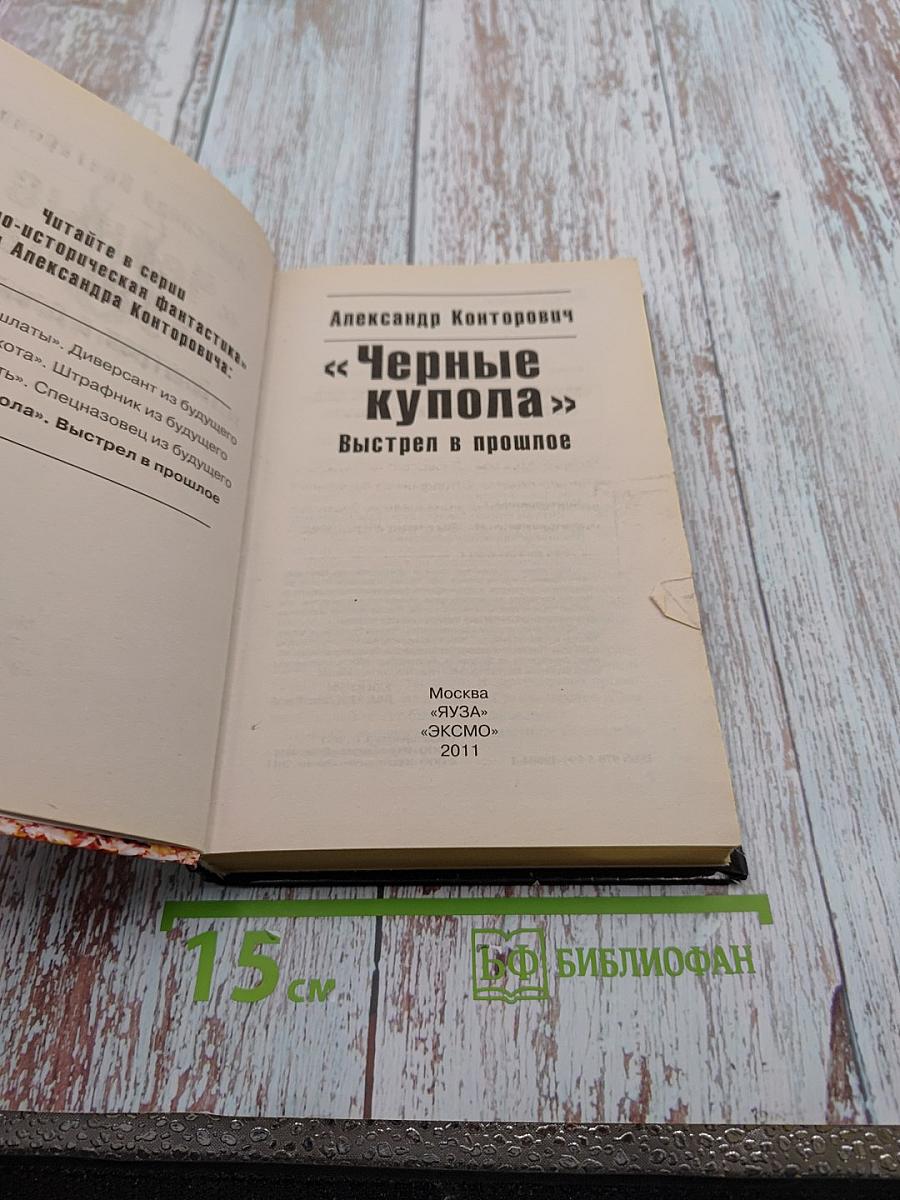 Читайте в серии
о-историческая фантастика»
Александра Конторовича:
шлаты». Диверсант из будущего
хота». Штрафник из будущего
ть». Спецназовец из будущего
ола». Выстрел в прошлое
Александр Конторович
«Черные
купола»
Выстрел в прошлое
Москва
«ЯУЗА»
«ЭКСМО»
2011
15 см
БФ БИБЛИОФАН